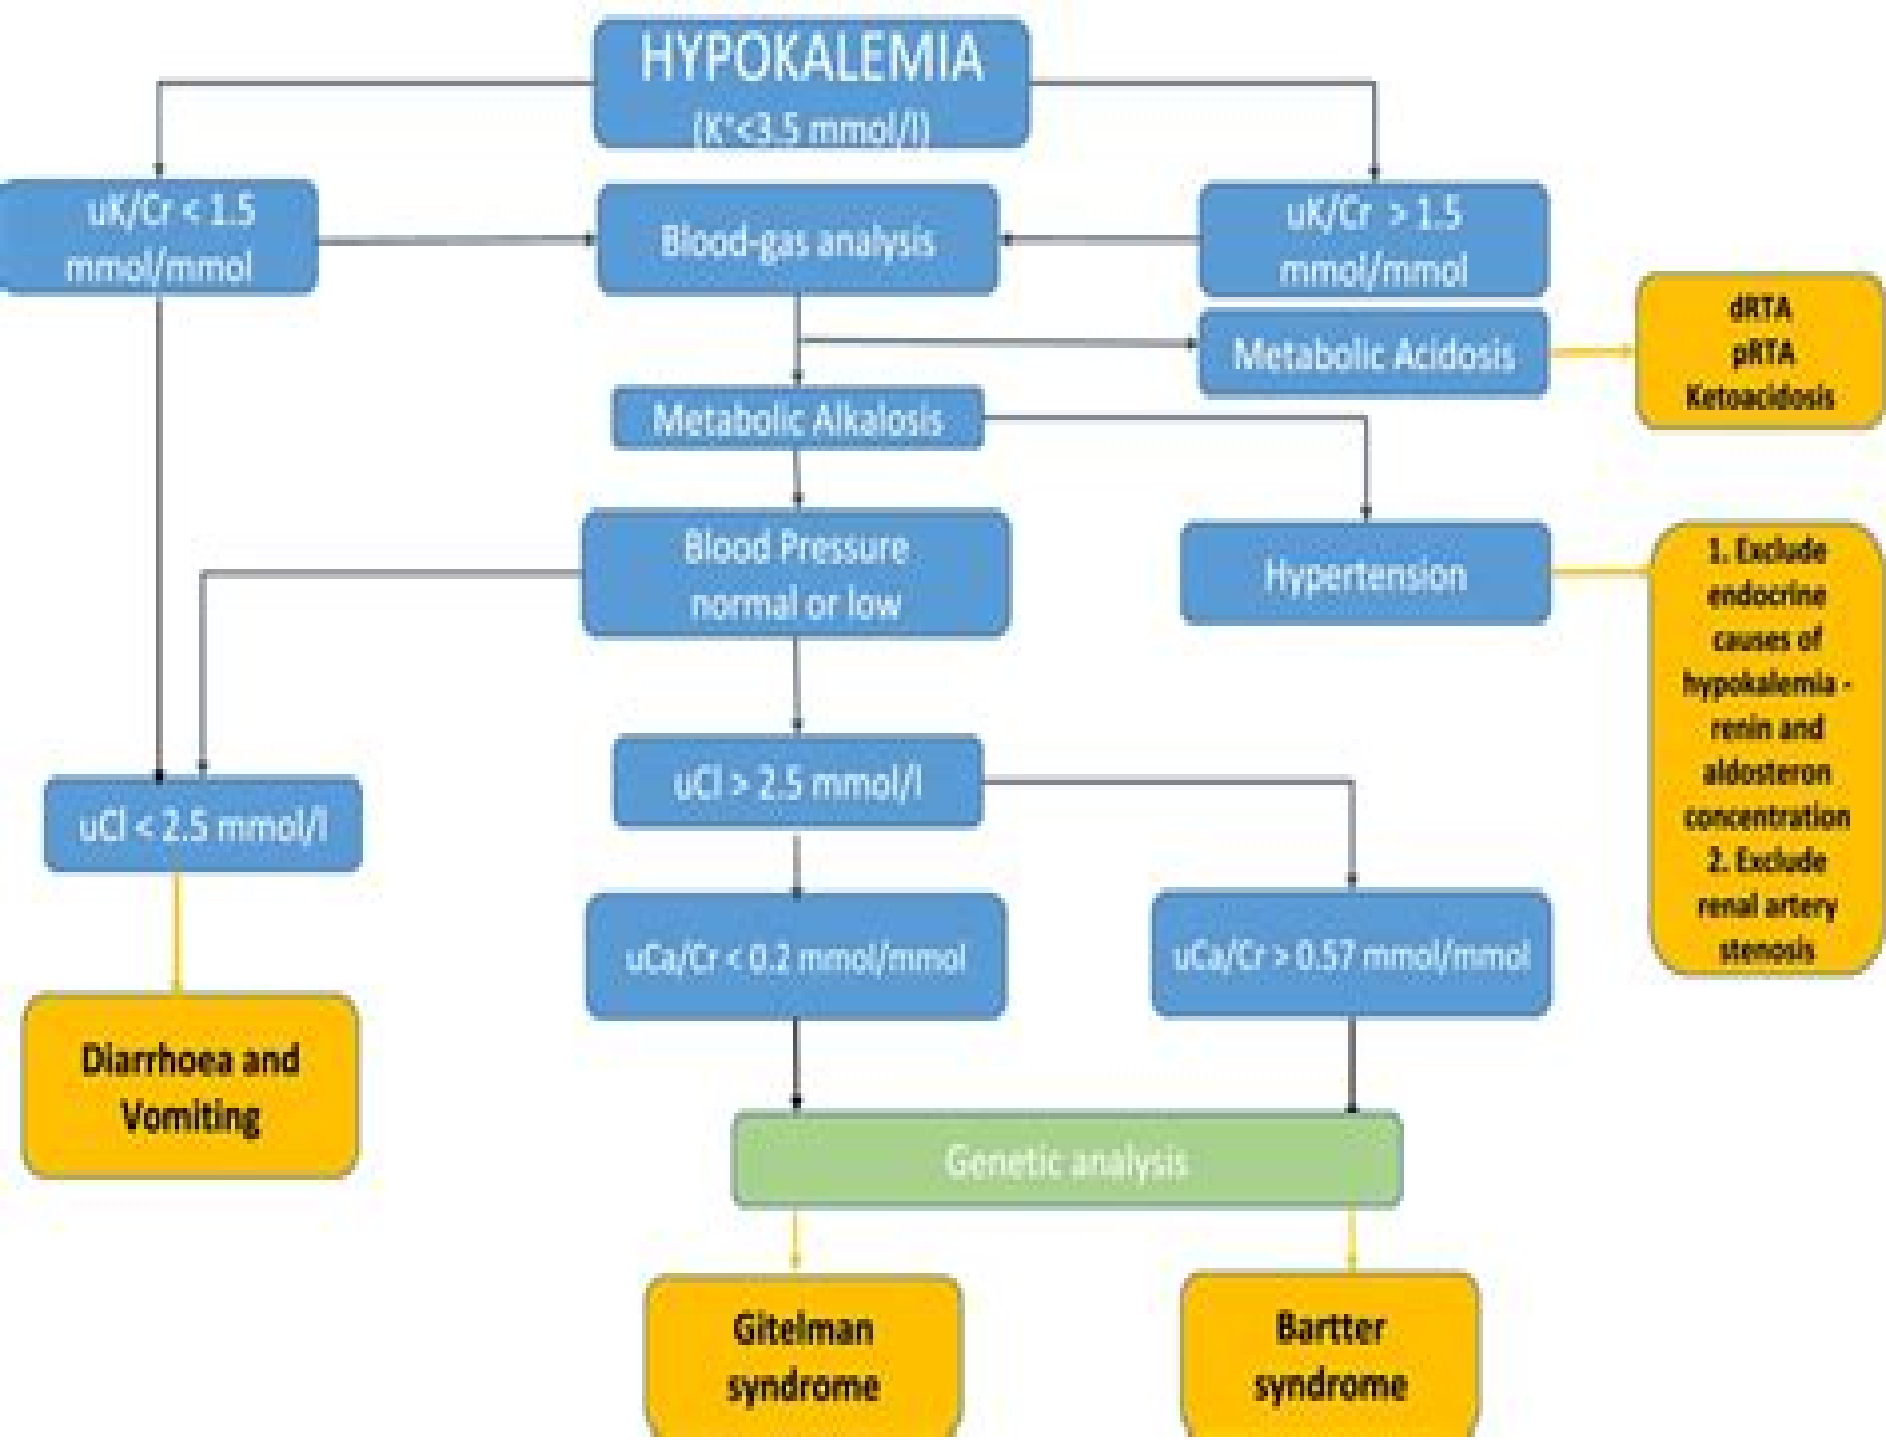 HYPOKALEMIA
(K⁺<3.5 mmol/l)
uK/Cr < 1.5
mmol/mmol
Blood-gas analysis
uK/Cr > 1.5
mmol/mmol
Metabolic Acidosis
dRTA
pRTA
Ketoacidosis
Metabolic Alkalosis
Blood Pressure
normal or low
Hypertension
1. Exclude
endocrine
causes of
hypokalemia -
renin and
aldosteron
concentration
2. Exclude
renal artery
stenosis
uCl > 2.5 mmol/l
uCl < 2.5 mmol/l
uCa/Cr < 0.2 mmol/mmol
uCa/Cr > 0.57 mmol/mmol
Diarrhoea and
Vomiting
Genetic analysis
Gitelman
syndrome
Bartter
syndrome